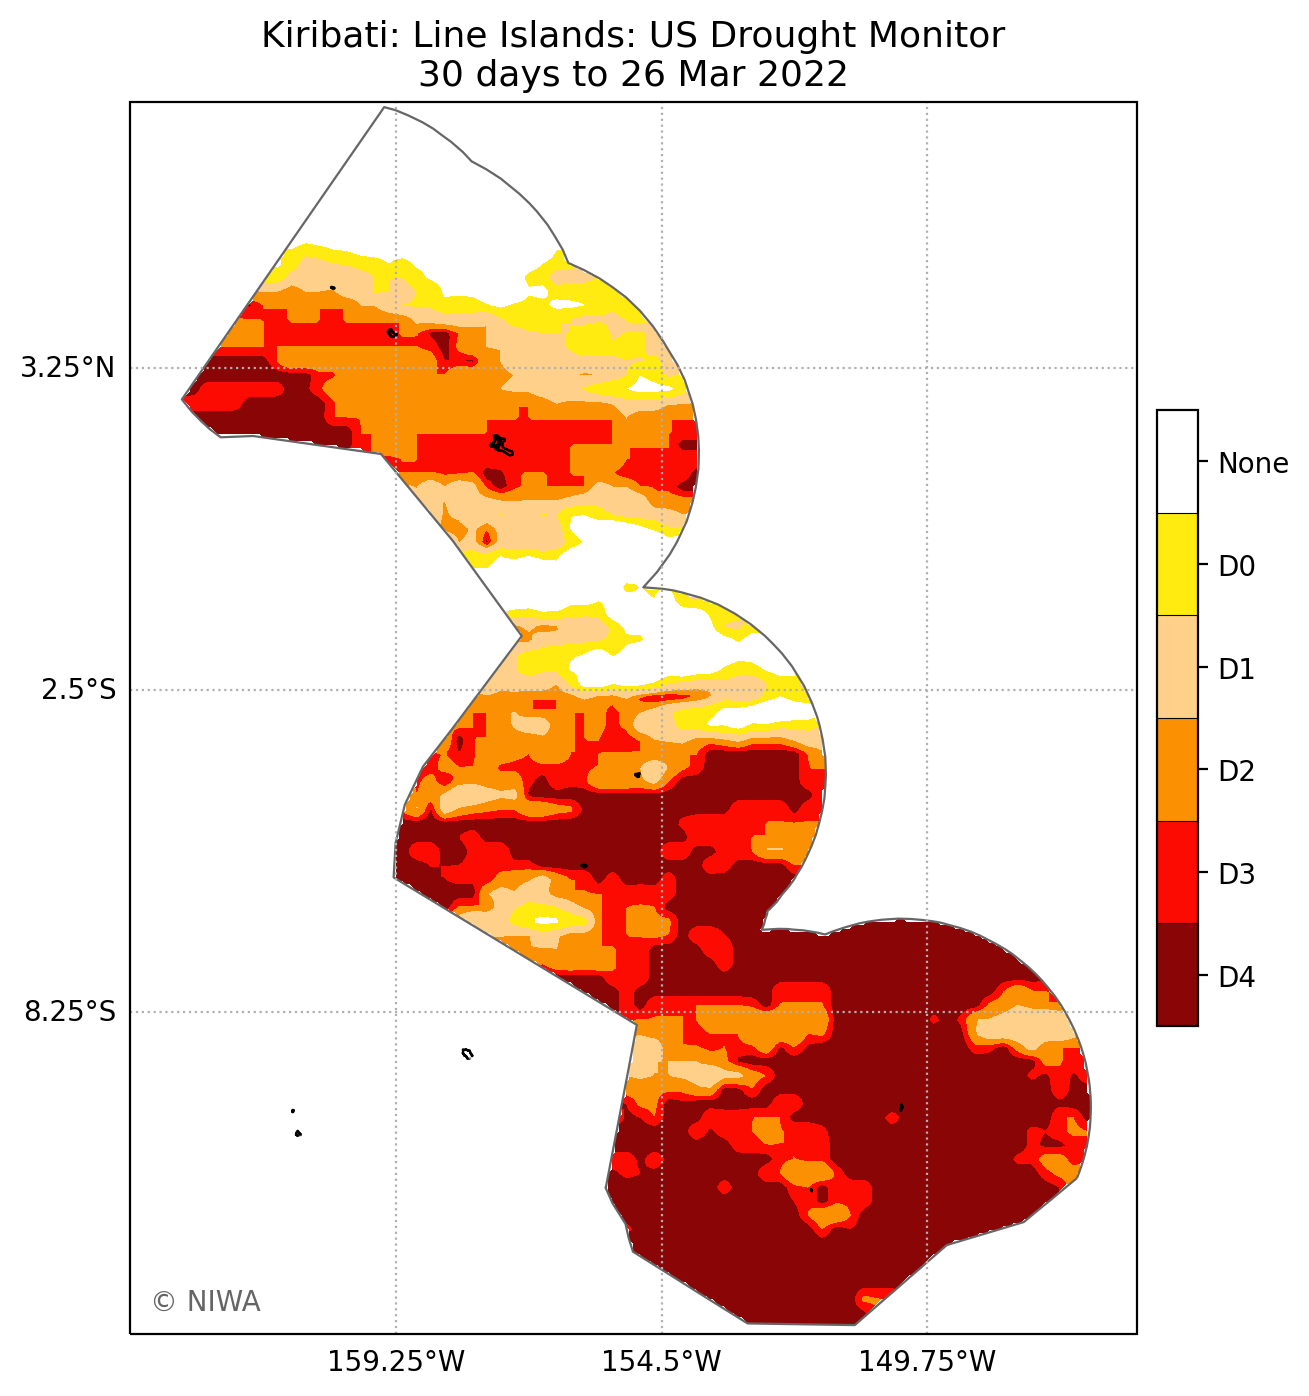 Kiribati: Line Islands: US Drought Monitor
30 days to 26 Mar 2022
3.25°N
2.5°S
8.25°S
159.25°W
154.5°W
149.75°W
None
D0
D1
D2
D3
D4
© NIWA